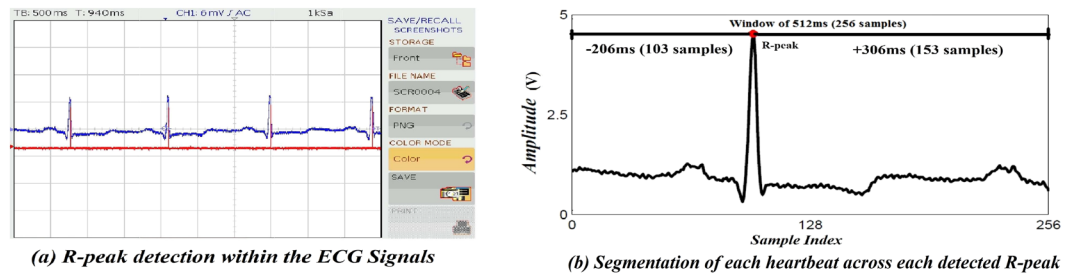 TB:500 ms T: 940ms CH1: 6mV / AC 1kSa
SAVE/RECALL
SCREENSHOTS
STORAGE
Front
FILE NAME
SCR0004
FORMAT
PNG
COLOR MODE
Color
SAVE
PRINT
(a) R-peak detection within the ECG Signals
5
2.5
0
Amplitude (V)
Window of 512ms (256 samples)
-206ms (103 samples)
R-peak
+306ms (153 samples)
0
128
256
Sample Index
(b) Segmentation of each heartbeat across each detected R-peak